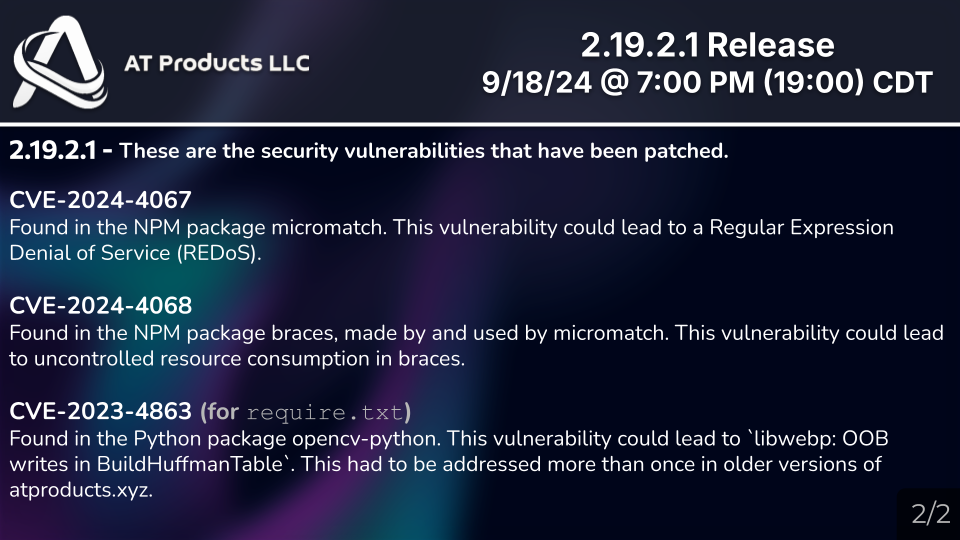 AT Products LLC
2.19.2.1 Release
9/18/24 @ 7:00 PM (19:00) CDT
2.19.2.1 - These are the security vulnerabilities that have been patched.
CVE-2024-4067
Found in the NPM package micromatch. This vulnerability could lead to a Regular Expression
Denial of Service (REDoS).
CVE-2024-4068
Found in the NPM package braces, made by and used by micromatch. This vulnerability could lead
to uncontrolled resource consumption in braces.
CVE-2023-4863 (for require.txt)
Found in the Python package opencv-python. This vulnerability could lead to `libwebp: OOB
writes in BuildHuffmanTable`. This had to be addressed more than once in older versions of
atproducts.xyz.
2/2